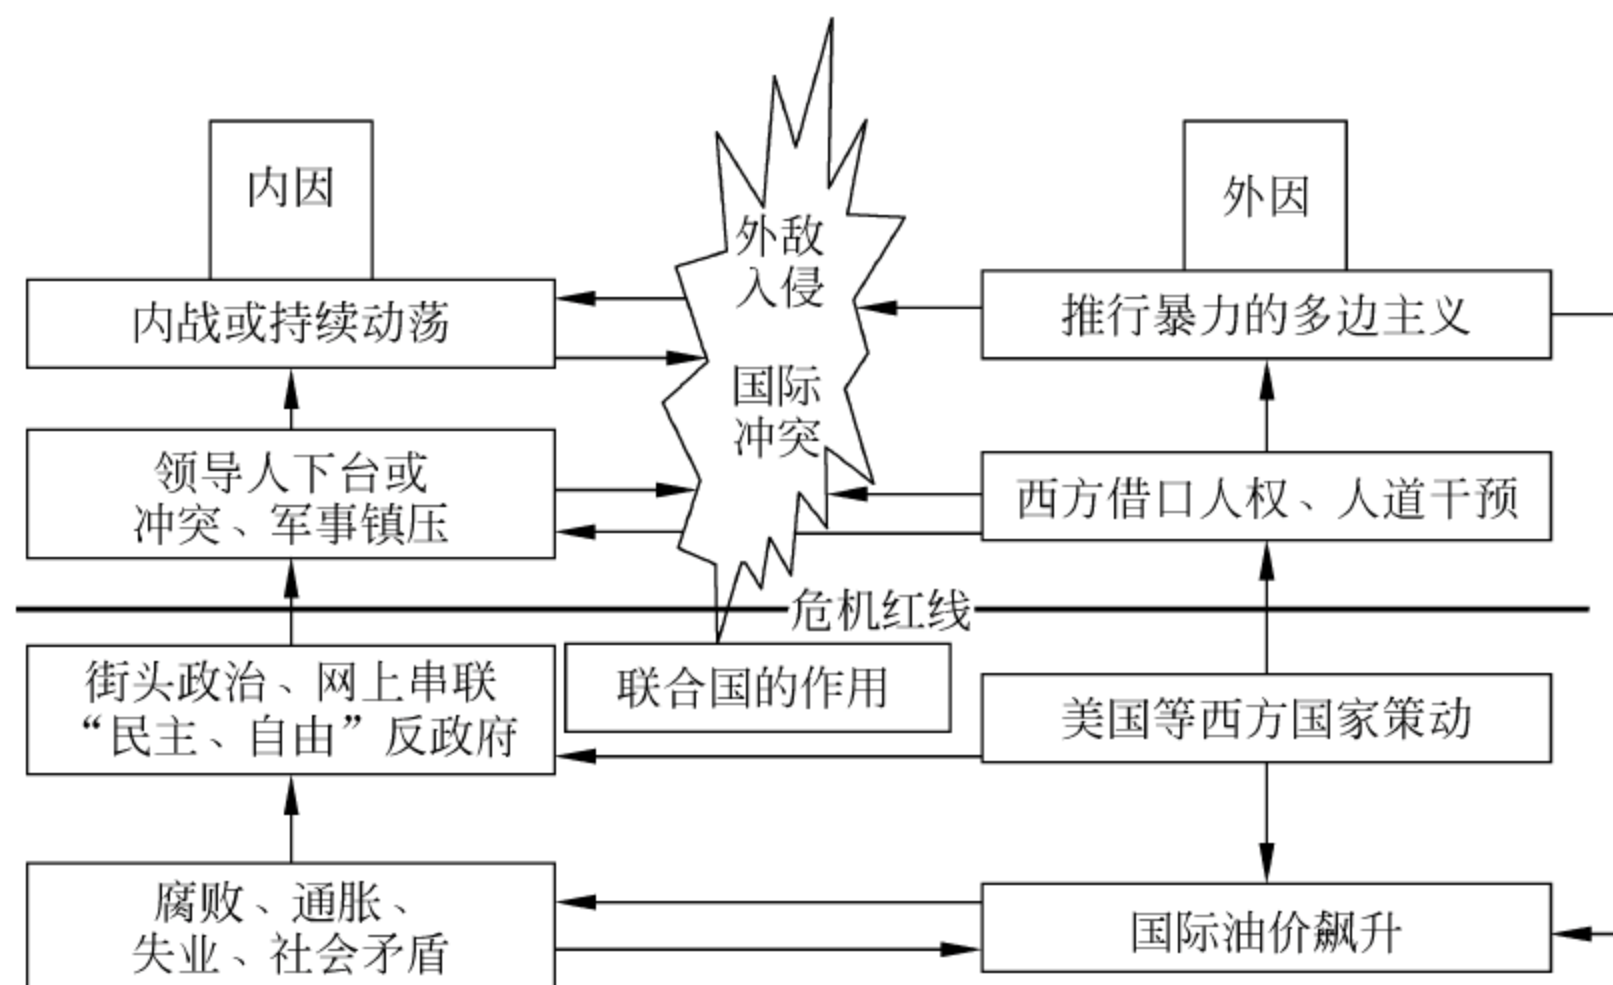 内因
外因
外敌
入侵
国际
冲突
内战或持续动荡
推行暴力的多边主义
领导人下台或
冲突、军事镇压
西方借口人权、人道干预
危机红线
街头政治、网上串联
“民主、自由”反政府
联合国的作用
美国等西方国家策动
腐败、通胀、
失业、社会矛盾
国际油价飙升